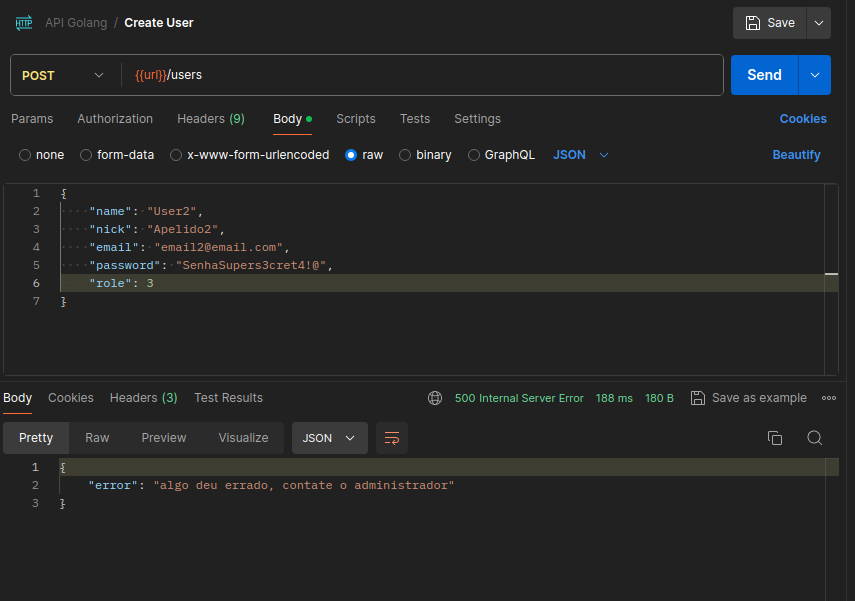 HTTP API Golang / Create User Save
POST {{url}}/users Send
Params Authorization Headers (9) Body Scripts Tests Settings Cookies
none form-data x-www-form-urlencoded raw binary GraphQL JSON Beautify
1 {
2 "name": "User2",
3 "nick": "Apelido2",
4 "email": "email2@email.com",
5 "password": "SenhaSupers3cret4!@",
6 "role": 3
7 }
Body Cookies Headers (3) Test Results 500 Internal Server Error 188 ms 180 B Save as example
Pretty Raw Preview Visualize JSON
1 {
2 "error": "algo deu errado, contate o administrador"
3 }